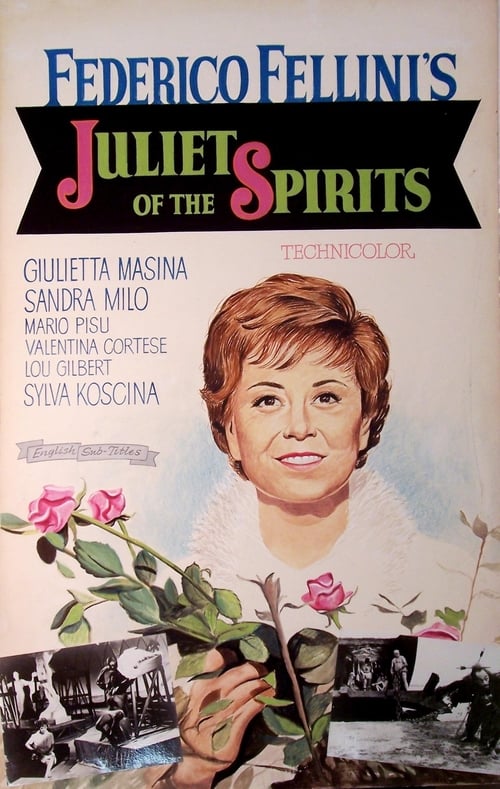 FEDERICO FELLINI'S
JULIET
OF THE SPIRITS
TECHNICOLOR
GIULIETTA MASINA
SANDRA MILO
MARIO PISU
VALENTINA CORTESE
LOU GILBERT
SYLVA KOSCINA
English Sub-Titles